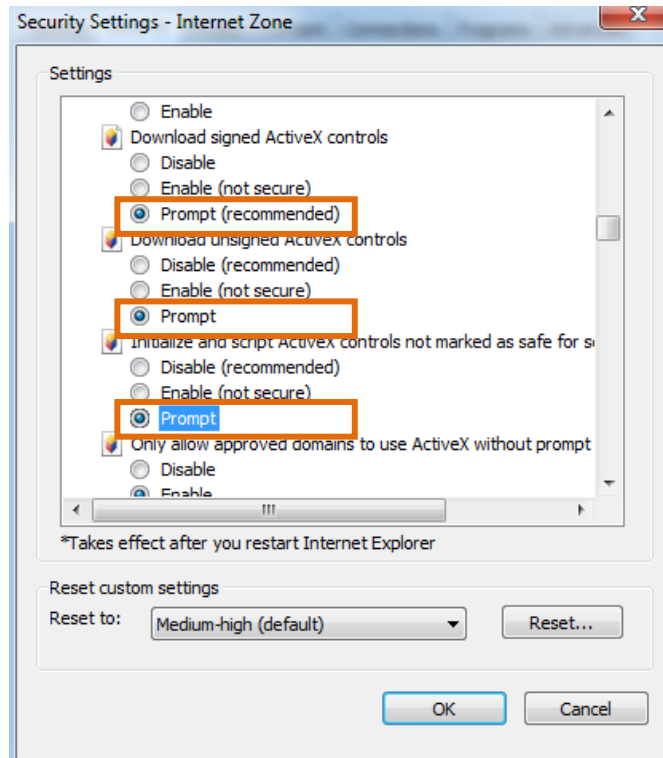 Security Settings - Internet Zone
Settings
Enable
Download signed ActiveX controls
Disable
Enable (not secure)
Prompt (recommended)
Download unsigned ActiveX controls
Disable (recommended)
Enable (not secure)
Prompt
Initialize and script ActiveX controls not marked as safe for s
Disable (recommended)
Enable (not secure)
Prompt
Only allow approved domains to use ActiveX without prompt
Disable
Enable
*Takes effect after you restart Internet Explorer
Reset custom settings
Reset to:
Medium-high (default)
Reset...
OK
Cancel